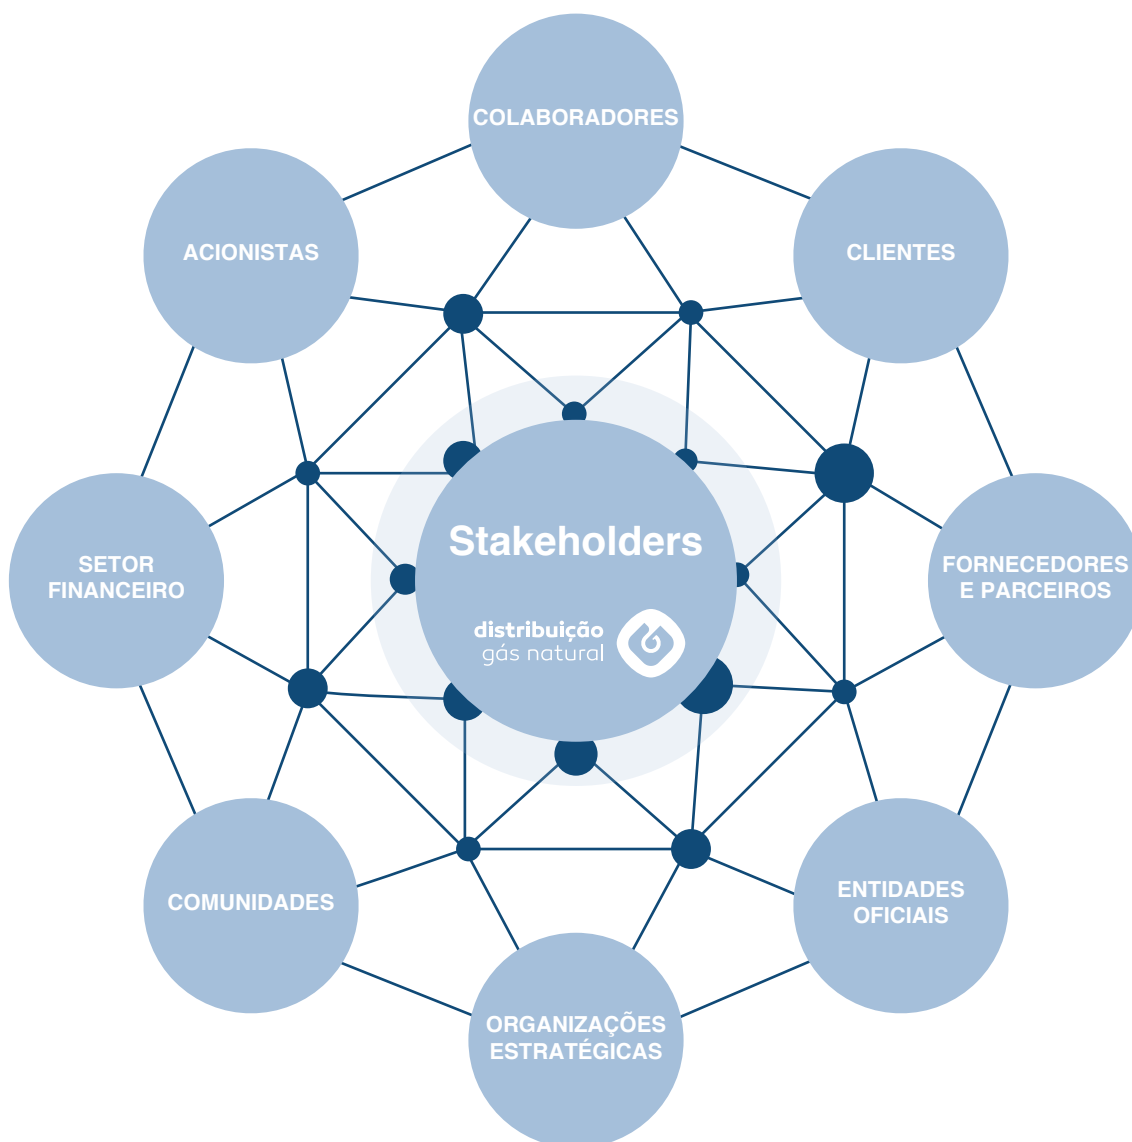 COLABORADORES
ACIONISTAS
CLIENTES
Stakeholders
distribuição
gás natural
SETOR
FINANCEIRO
FORNECEDORES
E PARCEIROS
COMUNIDADES
ENTIDADES
OFICIAIS
ORGANIZAÇÕES
ESTRATÉGICAS